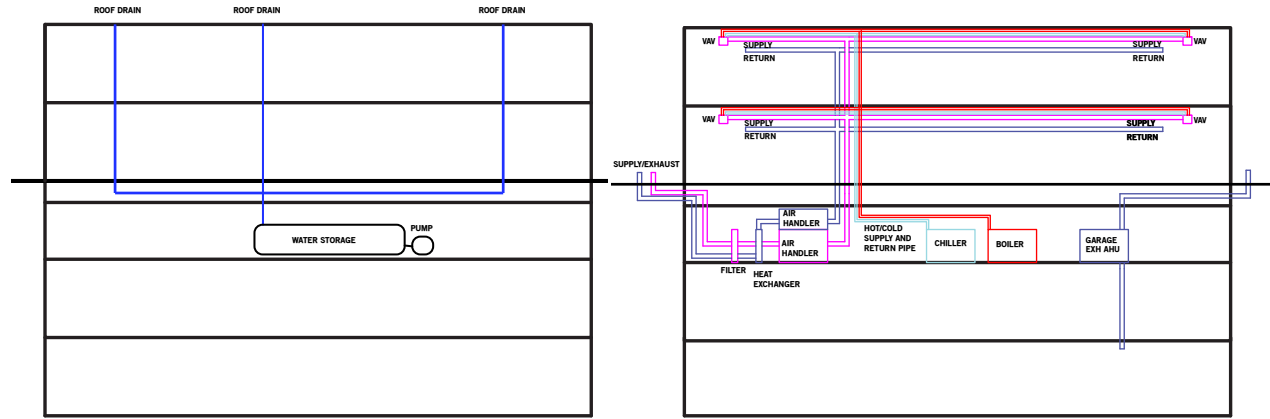 ROOF DRAIN
ROOF DRAIN
ROOF DRAIN
WATER STORAGE
PUMP
VAV
SUPPLY
RETURN
SUPPLY
RETURN
VAV
VAV
SUPPLY
RETURN
SUPPLY
RETURN
VAV
SUPPLY/EXHAUST
AIR
HANDLER
AIR
HANDLER
FILTER
HEAT
EXCHANGER
HOT/COLD
SUPPLY AND
RETURN PIPE
CHILLER
BOILER
GARAGE
EXH AHU